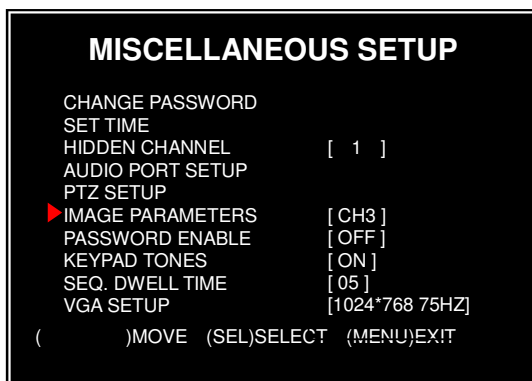 MISCELLANEOUS SETUP
CHANGE PASSWORD
SET TIME
HIDDEN CHANNEL [ 1 ]
AUDIO PORT SETUP
PTZ SETUP
IMAGE PARAMETERS [ CH3 ]
PASSWORD ENABLE [ OFF ]
KEYPAD TONES [ ON ]
SEQ. DWELL TIME [ 05 ]
VGA SETUP [1024*768 75HZ]
( )MOVE (SEL)SELECT (MENU)EXIT